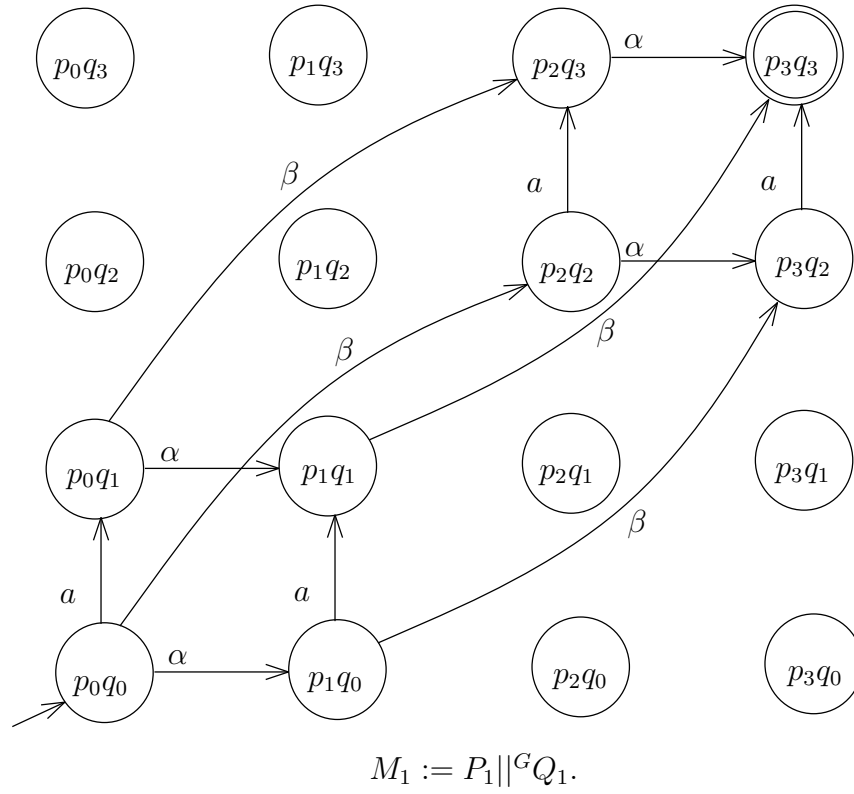 α
p₀q₃ p₁q₃ p₂q₃ p₃q₃
β a a
α
p₀q₂ p₁q₂ p₂q₂ p₃q₂
β β
α
p₀q₁ p₁q₁ p₂q₁ p₃q₁
β
a a
α
p₀q₀ p₁q₀ p₂q₀ p₃q₀
M₁ := P₁||ᴳQ₁.